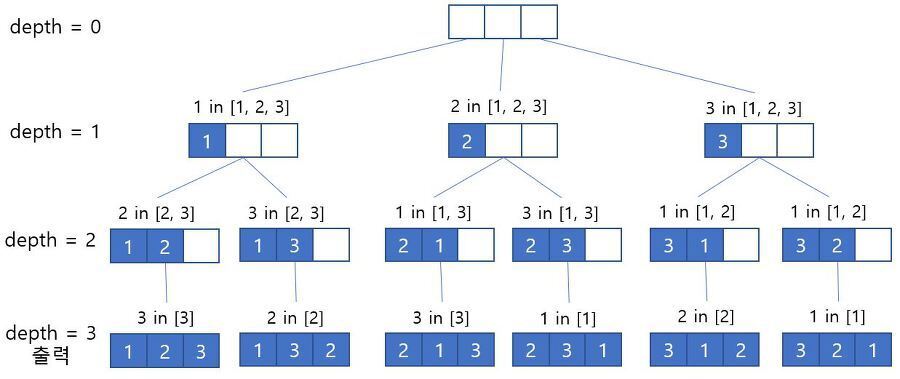 depth = 0
1 in [1, 2, 3]
2 in [1, 2, 3]
3 in [1, 2, 3]
depth = 1
1
2
3
2 in [2, 3]
3 in [2, 3]
1 in [1, 3]
3 in [1, 3]
1 in [1, 2]
1 in [1, 2]
depth = 2
1 2
1 3
2 1
2 3
3 1
3 2
3 in [3]
2 in [2]
3 in [3]
1 in [1]
2 in [2]
1 in [1]
depth = 3
출력
1 2 3
1 3 2
2 1 3
2 3 1
3 1 2
3 2 1